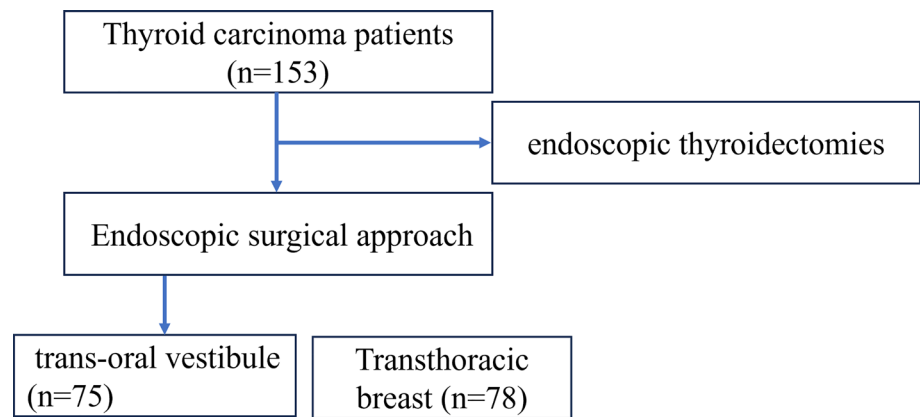 Thyroid carcinoma patients
(n=153)
endoscopic thyroidectomies
Endoscopic surgical approach
trans-oral vestibule
(n=75)
Transthoracic
breast (n=78)